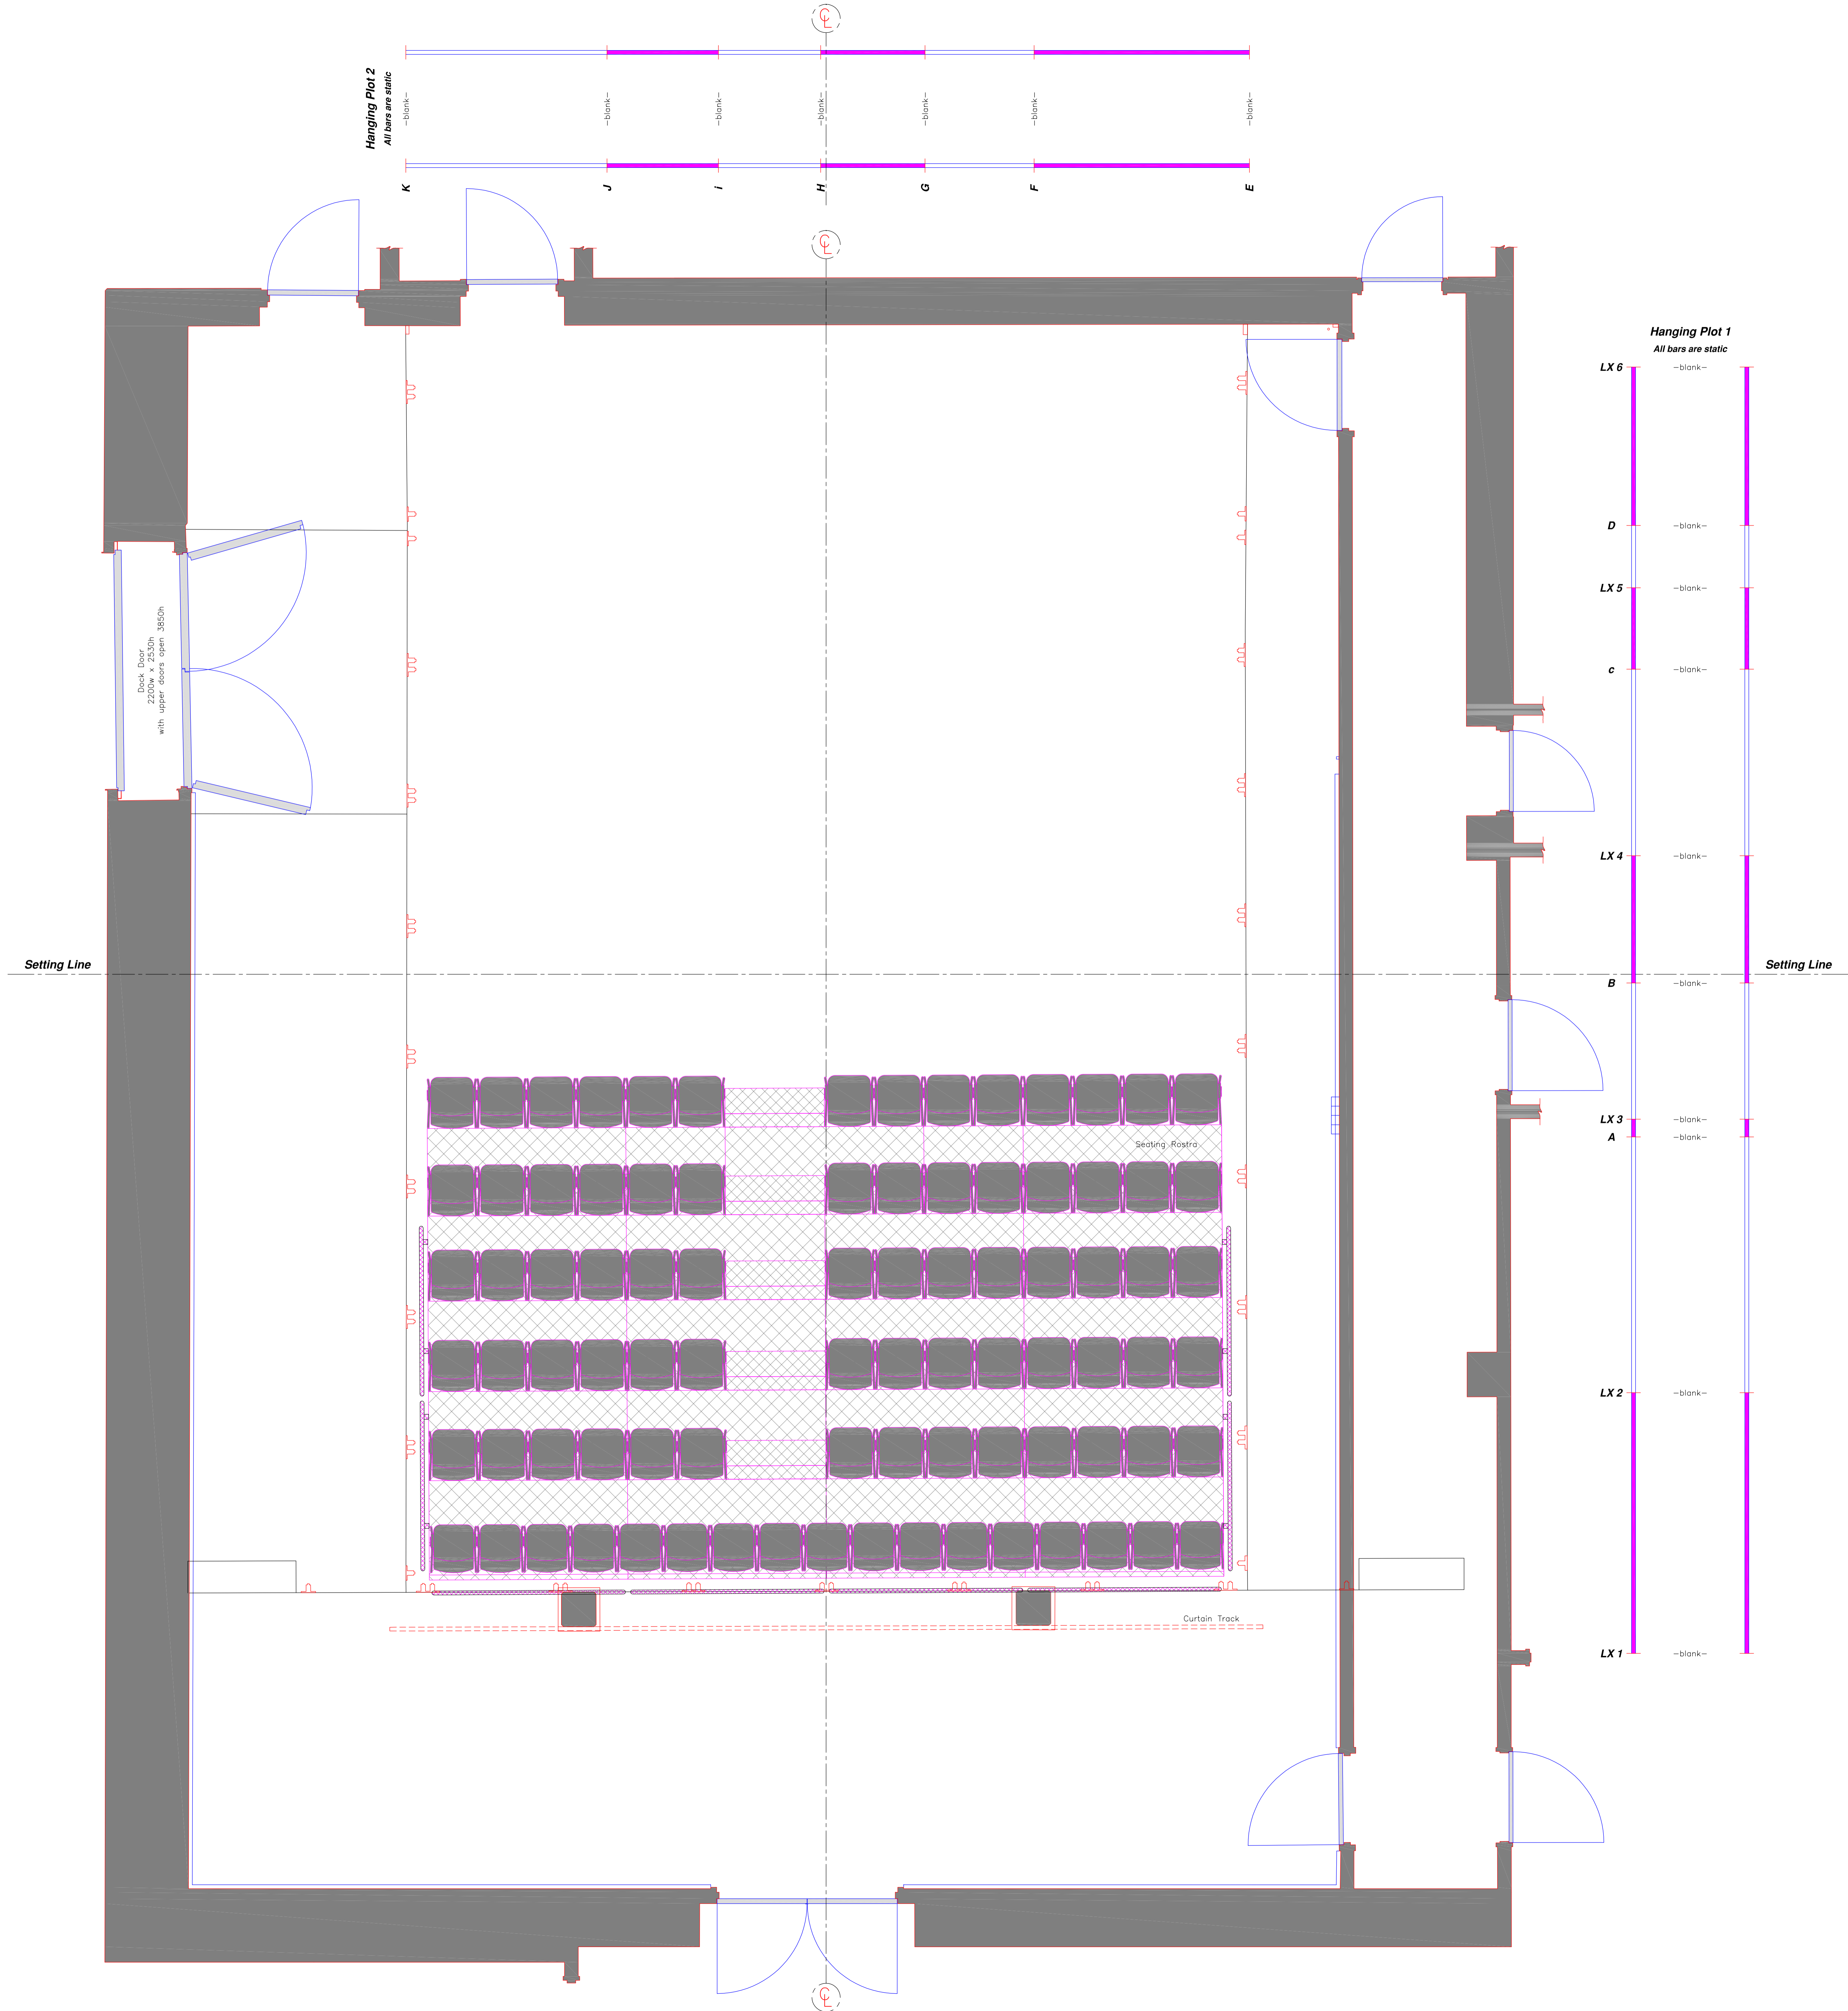 CL
Hanging Plot 2
All bars are static
-blank-
-blank-
-blank-
-blank-
-blank-
-blank-
-blank-
K
J
i
H
G
F
E
CL
Hanging Plot 1
All bars are static
LX 6 -blank-
D -blank-
LX 5 -blank-
c -blank-
LX 4 -blank-
B -blank-
LX 3 -blank-
A -blank-
LX 2 -blank-
LX 1 -blank-
Dock Door
2200w x 2530h
with upper doors open 3850h
Setting Line
Setting Line
Seating Rostra
Curtain Track
CL